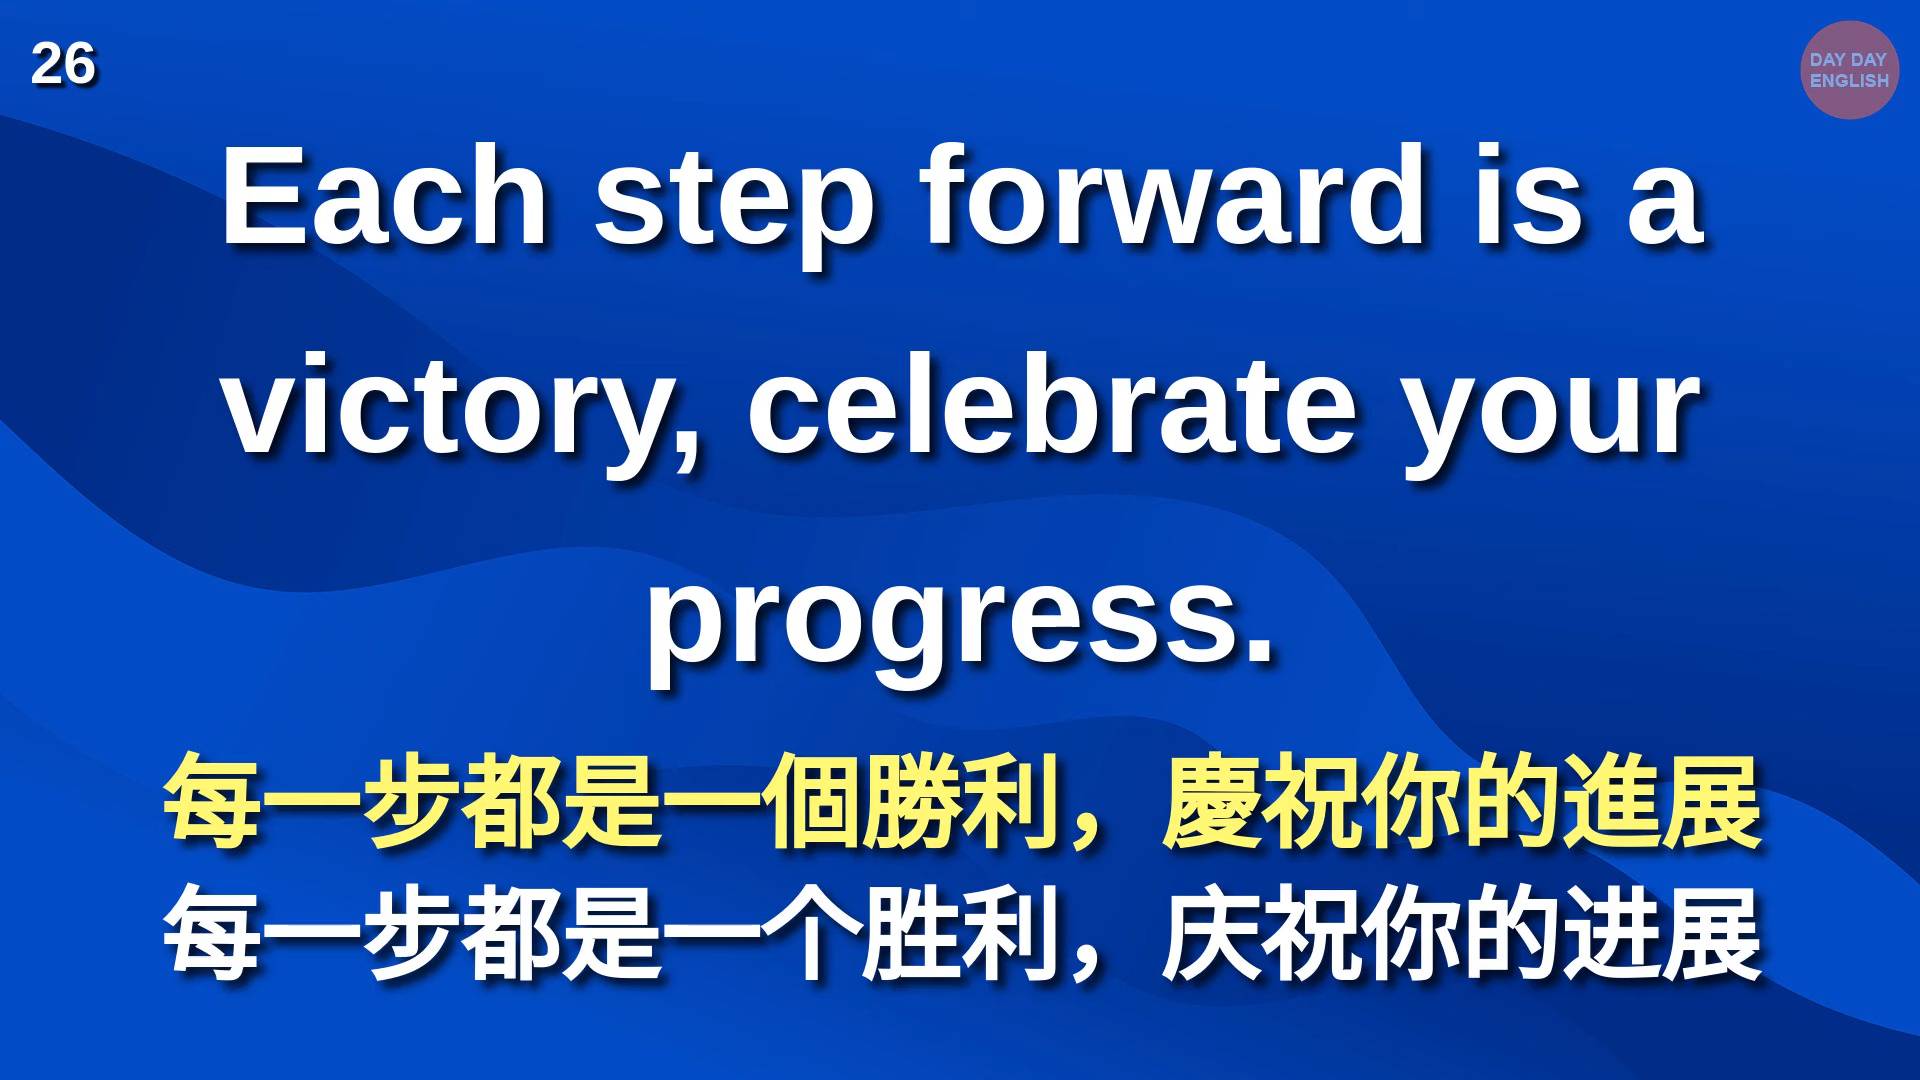 26
DAY DAY
ENGLISH
Each step forward is a
victory, celebrate your
progress.
每一步都是一個勝利，慶祝你的進展
每一步都是一个胜利，庆祝你的进展